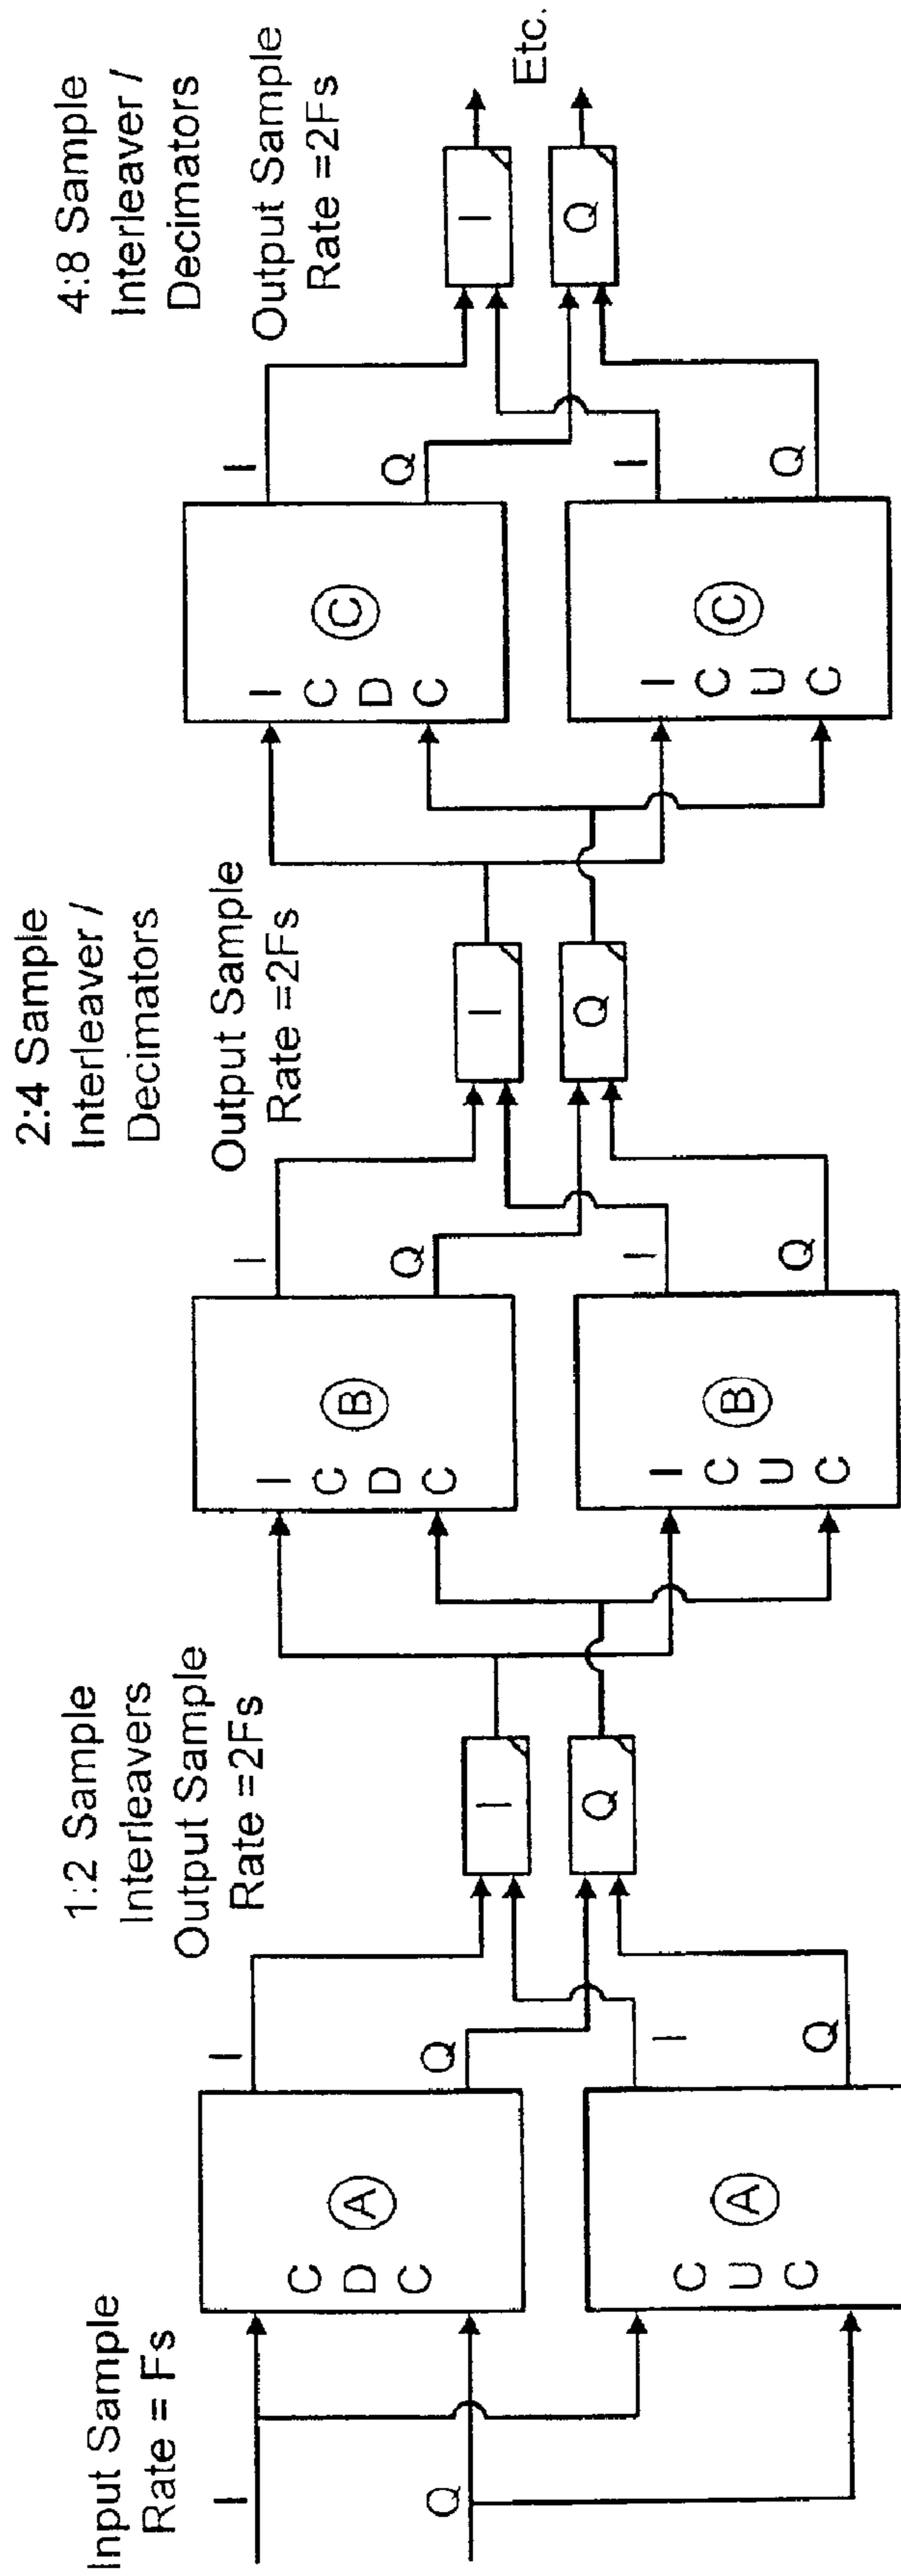 Input Sample
Rate = Fs
I
Q
C
D
C
A
C
U
C
A
I
Q
I
Q
1:2 Sample
Interleavers
Output Sample
Rate =2Fs
I
Q
I
C
D
C
B
I
C
U
C
B
I
Q
I
Q
2:4 Sample
Interleaver /
Decimators
Output Sample
Rate =2Fs
I
Q
I
C
D
C
C
I
C
U
C
C
I
Q
I
Q
4:8 Sample
Interleaver /
Decimators
Output Sample
Rate =2Fs
I
Q
Etc.